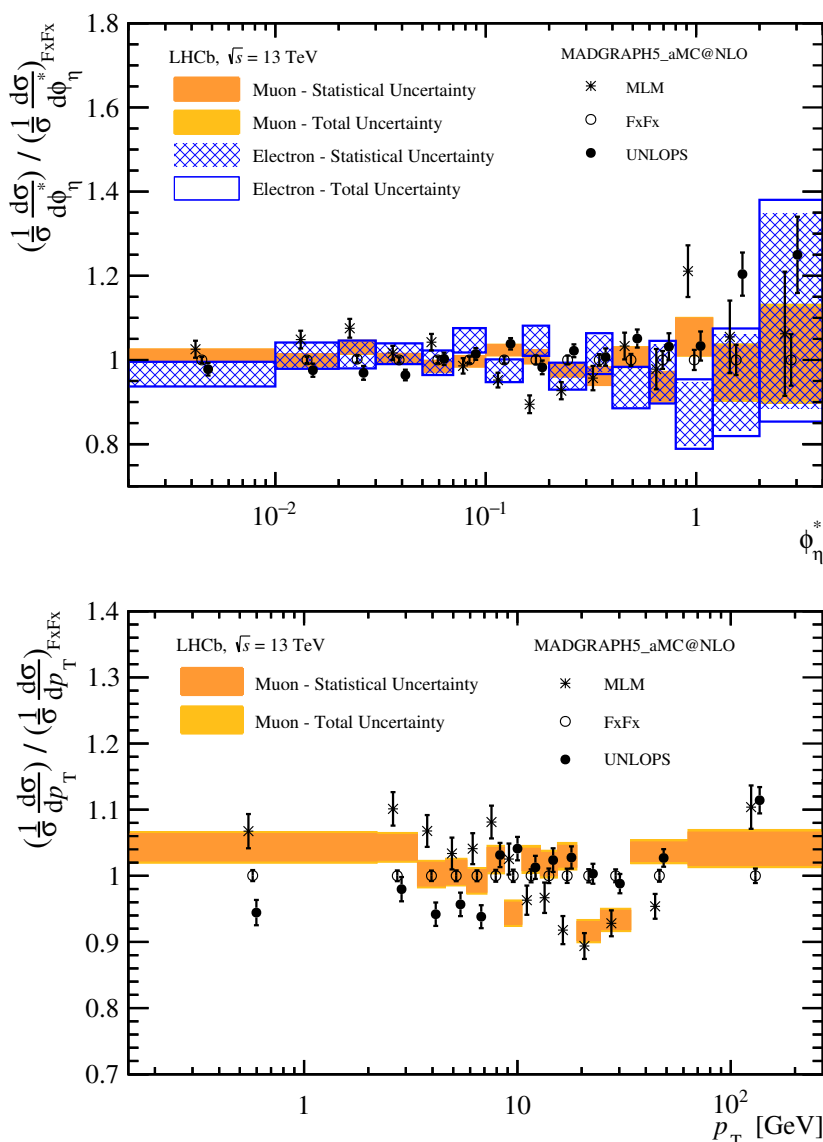 LHCb, √s = 13 TeV
Muon - Statistical Uncertainty
Muon - Total Uncertainty
Electron - Statistical Uncertainty
Electron - Total Uncertainty
MADGRAPH5_aMC@NLO
MLM
FxFx
UNLOPS
(1/σ dσ/dϕ*η) / (1/σ dσ/dϕ*η)FxFx
1.8
1.6
1.4
1.2
1.0
0.8
10⁻²
10⁻¹
1
ϕ*η
LHCb, √s = 13 TeV
Muon - Statistical Uncertainty
Muon - Total Uncertainty
MADGRAPH5_aMC@NLO
MLM
FxFx
UNLOPS
(1/σ dσ/dpT) / (1/σ dσ/dpT)FxFx
1.4
1.3
1.2
1.1
1
0.9
0.8
0.7
1
10
10²
pT [GeV]